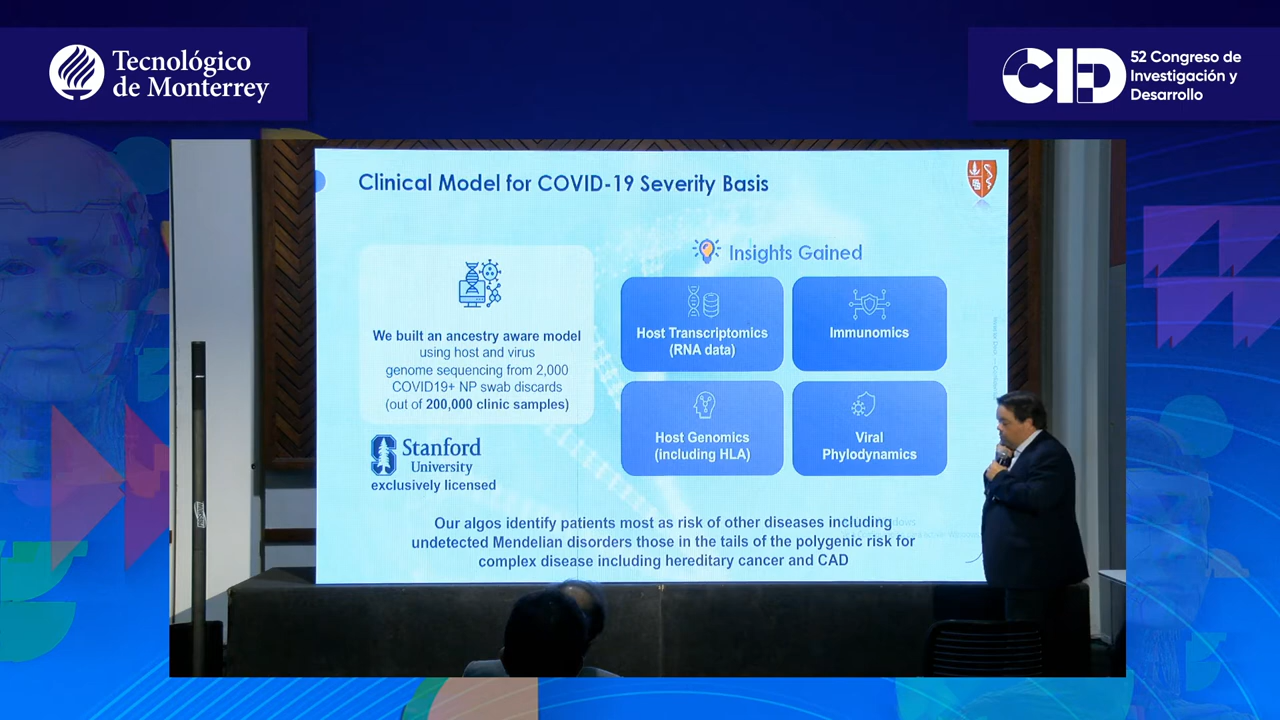 Tecnológico
de Monterrey
CID
52 Congreso de
Investigación y
Desarrollo
Clinical Model for COVID-19 Severity Basis
We built an ancestry aware model
using host and virus
genome sequencing from 2,000
COVID19+ NP swab discards
(out of 200,000 clinic samples)
Stanford
University
exclusively licensed
Insights Gained
Host Transcriptomics
(RNA data)
Immunomics
Host Genomics
(including HLA)
Viral
Phylodynamics
Our algos identify patients most as risk of other diseases including
undetected Mendelian disorders those in the tails of the polygenic risk for
complex disease including hereditary cancer and CAD